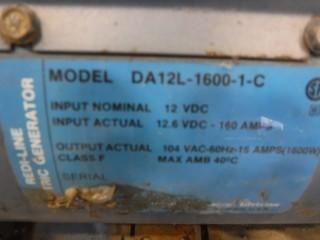 MODEL DA12L-1600-1-C
INPUT NOMINAL 12 VDC
INPUT ACTUAL 12.6 VDC - 160 AMPS
OUTPUT ACTUAL 104 VAC-60Hz-15 AMPS(1600W)
CLASS F MAX AMB 40ºC
SERIAL
RED-LINE
TRIC GENERATOR